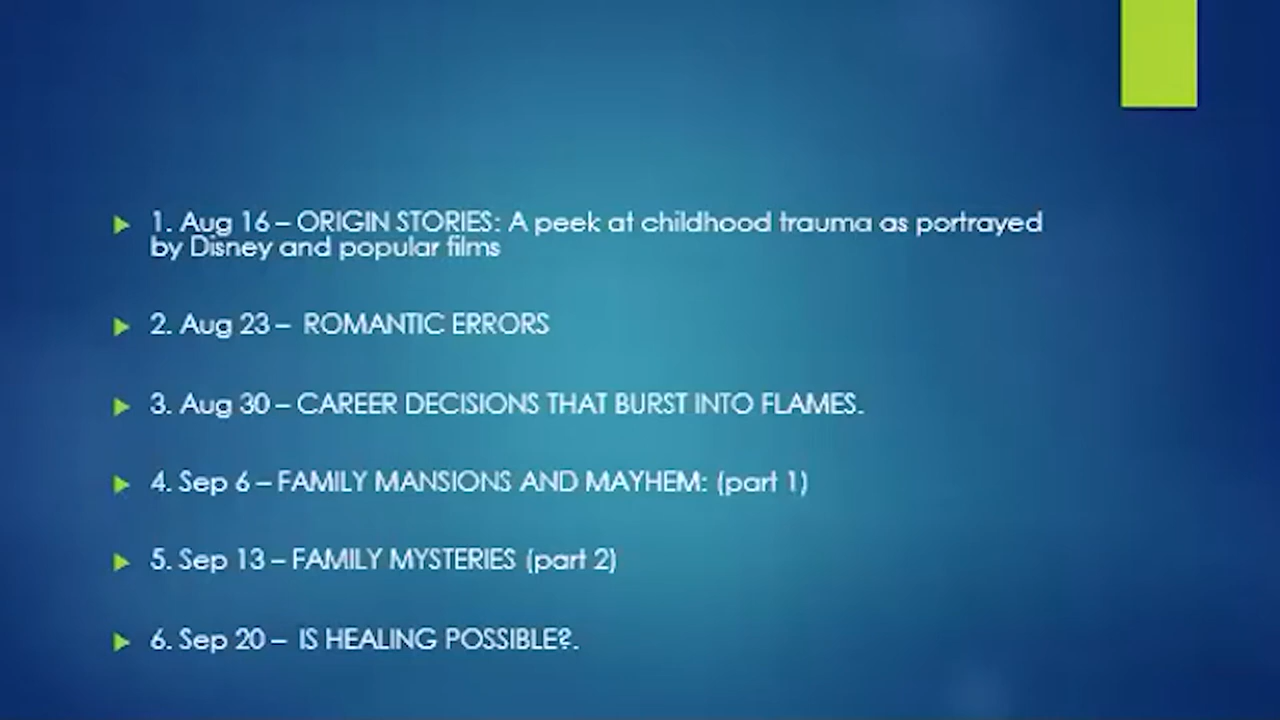 1. Aug 16 – ORIGIN STORIES: A peek at childhood trauma as portrayed
by Disney and popular films
2. Aug 23 –  ROMANTIC ERRORS
3. Aug 30 – CAREER DECISIONS THAT BURST INTO FLAMES.
4. Sep 6 – FAMILY MANSIONS AND MAYHEM: (part 1)
5. Sep 13 – FAMILY MYSTERIES (part 2)
6. Sep 20 –  IS HEALING POSSIBLE?.